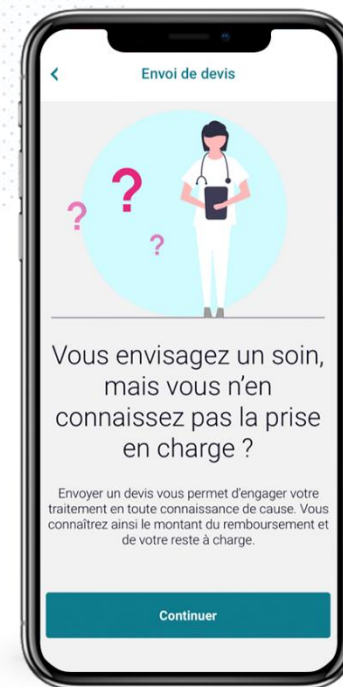 Envoi de devis
?
?
?
Vous envisagez un soin,
mais vous n'en
connaissez pas la prise
en charge ?
Envoyer un devis vous permet d'engager votre
traitement en toute connaissance de cause. Vous
connaîtrez ainsi le montant du remboursement et
de votre reste à charge.
Continuer